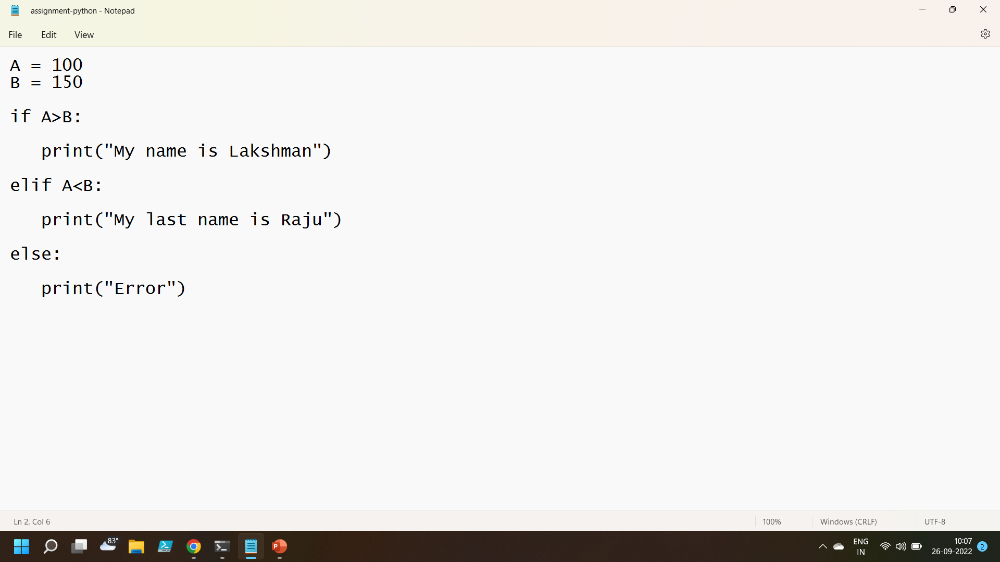 assignment-python - Notepad
File Edit View
A = 100
B = 150
if A>B:
print("My name is Lakshman")
elif A<B:
print("My last name is Raju")
else:
print("Error")
Ln 2, Col 6 100% Windows (CRLF) UTF-8
83°
P
ENG
IN
10:07
26-09-2022
2